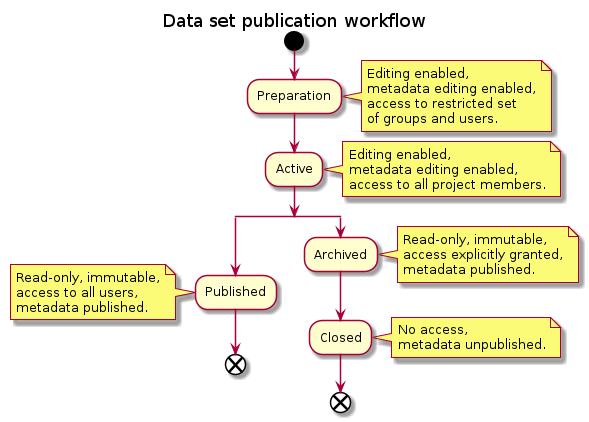 Data set publication workflow
Preparation
Editing enabled,
metadata editing enabled,
access to restricted set
of groups and users.
Active
Editing enabled,
metadata editing enabled,
access to all project members.
Archived
Read-only, immutable,
access explicitly granted,
metadata published.
Read-only, immutable,
access to all users,
metadata published.
Published
Closed
No access,
metadata unpublished.